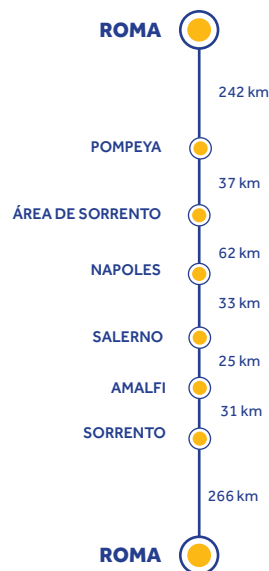 ROMA
242 km
POMPEYA
37 km
ÁREA DE SORRENTO
62 km
NAPOLES
33 km
SALERNO
25 km
AMALFI
31 km
SORRENTO
266 km
ROMA